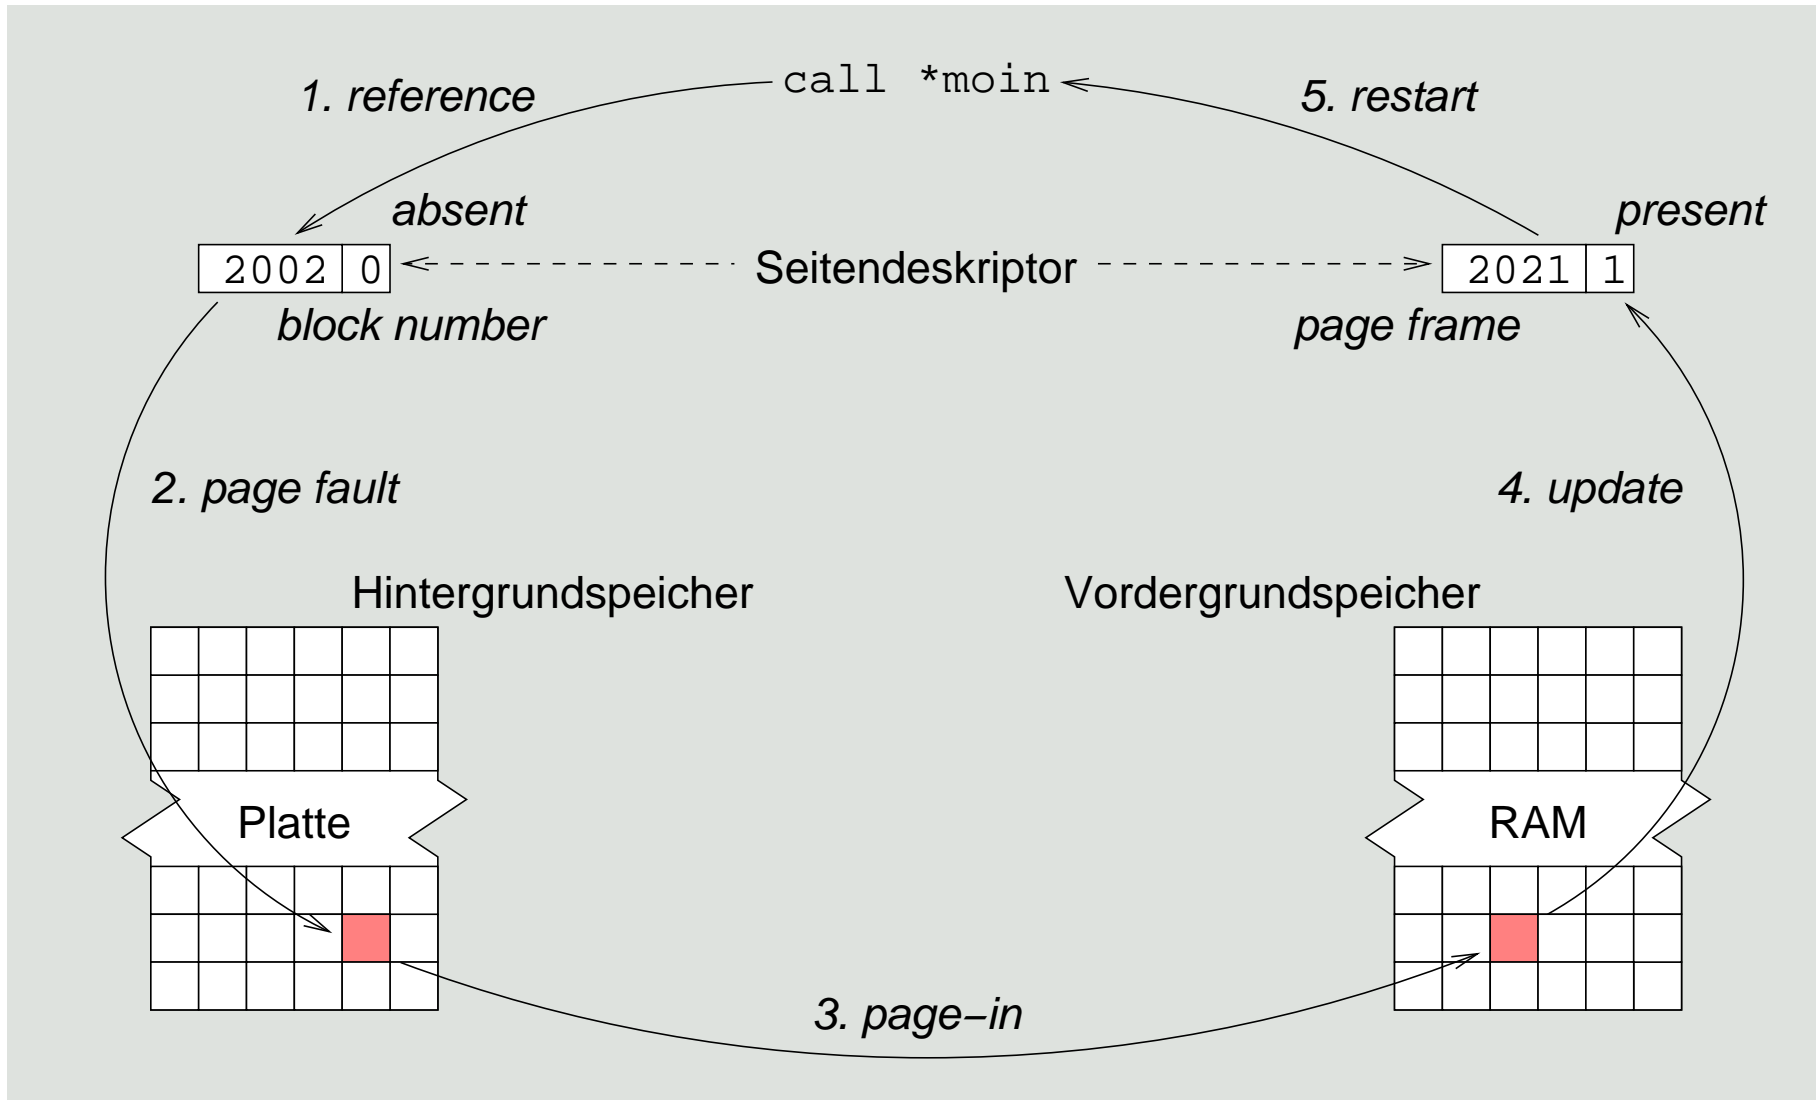 call *moin
1. reference
5. restart
absent
present
2002 0
Seitendeskriptor
2021 1
block number
page frame
2. page fault
4. update
Hintergrundspeicher
Vordergrundspeicher
Platte
RAM
3. page−in